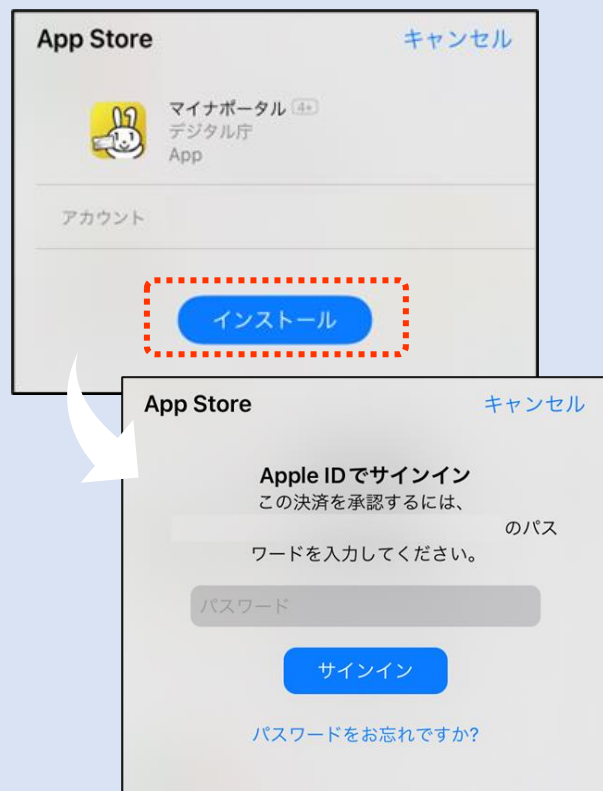 App Store
キャンセル
マイナポータル 4+
デジタル庁
App
アカウント
インストール
App Store
キャンセル
Apple IDでサインイン
この決済を承認するには、
のパス
ワードを入力してください。
パスワード
サインイン
パスワードをお忘れですか?